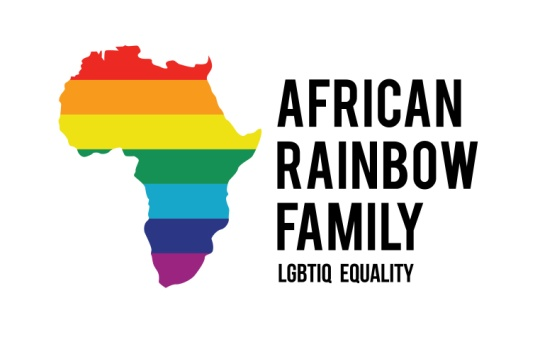 AFRICAN
RAINBOW
FAMILY
LGBTIQ EQUALITY